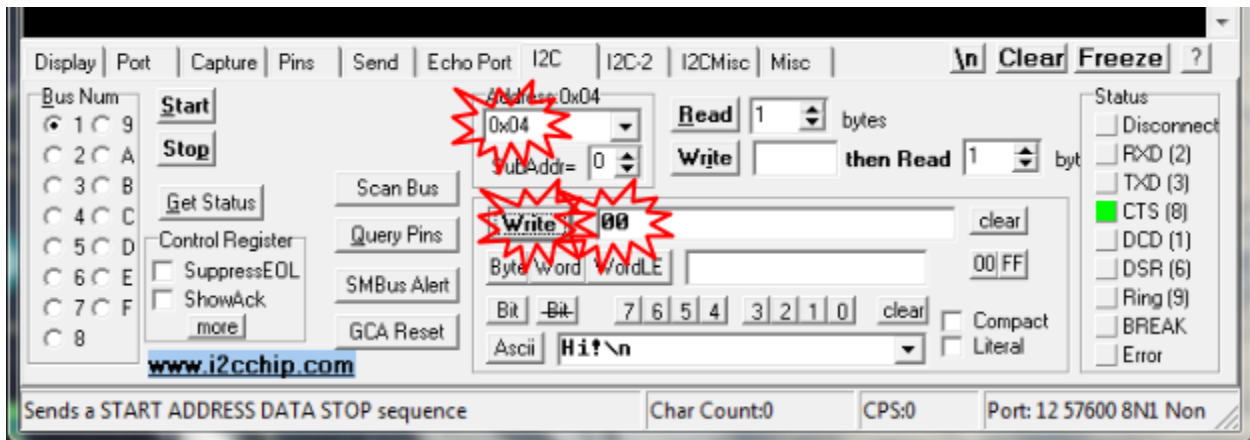 Display Port Capture Pins Send Echo Port I2C I2C-2 I2CMisc Misc \n Clear Freeze ?
Bus Num
1 9
2 A
3 B
4 C
5 D
6 E
7 F
8
Start
Stop
Get Status
Control Register
SuppressEOL
ShowAck
more
www.i2cchip.com
Scan Bus
Query Pins
SMBus Alert
GCA Reset
Address:0x04
0x04
SubAddr= 0
Read 1 bytes
Write then Read 1 byt
Write 00 clear
Byte Word WordLE 00 FF
Bit Bit 7 6 5 4 3 2 1 0 clear
Ascii Hi!\n
Compact
Literal
Status
Disconnect
RXD (2)
TXD (3)
CTS (8)
DCD (1)
DSR (6)
Ring (9)
BREAK
Error
Sends a START ADDRESS DATA STOP sequence Char Count:0 CPS:0 Port: 12 57600 8N1 Non